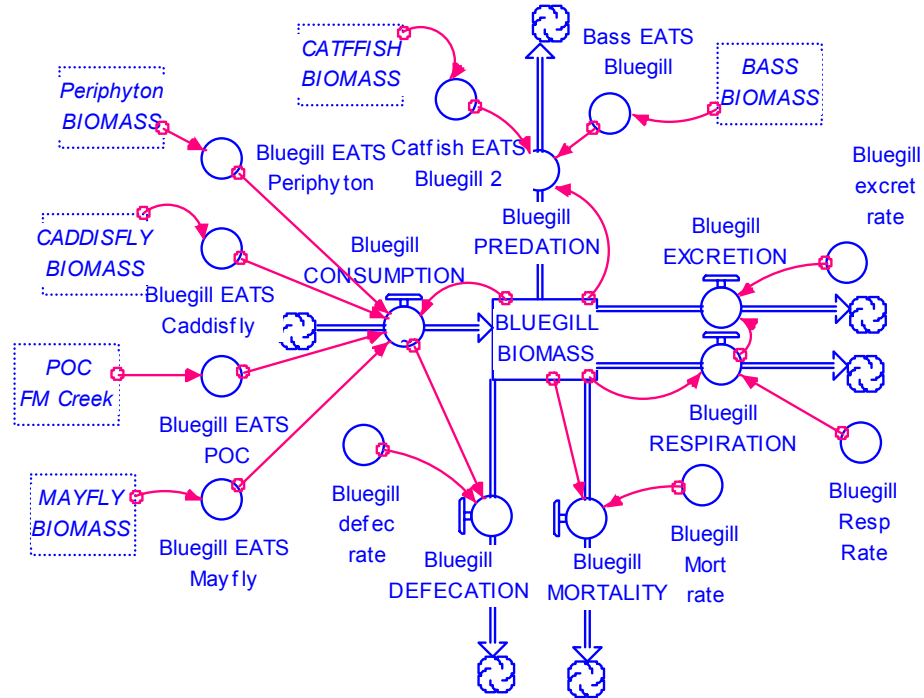 CATFFISH
BIOMASS
Bass EATS
Bluegill
BASS
BIOMASS
Periphyton
BIOMASS
Bluegill EATS
Periphyton
Catfish EATS
Bluegill 2
Bluegill
excret
rate
Bluegill
PREDATION
Bluegill
EXCRETION
CADDISFLY
BIOMASS
Bluegill
CONSUMPTION
Bluegill EATS
Caddisfly
BLUEGILL
BIOMASS
POC
FM Creek
Bluegill EATS
POC
Bluegill
RESPIRATION
MAYFLY
BIOMASS
Bluegill EATS
Mayfly
Bluegill
defec
rate
Bluegill
DEFECATION
Bluegill
MORTALITY
Bluegill
Mort
rate
Bluegill
Resp
Rate